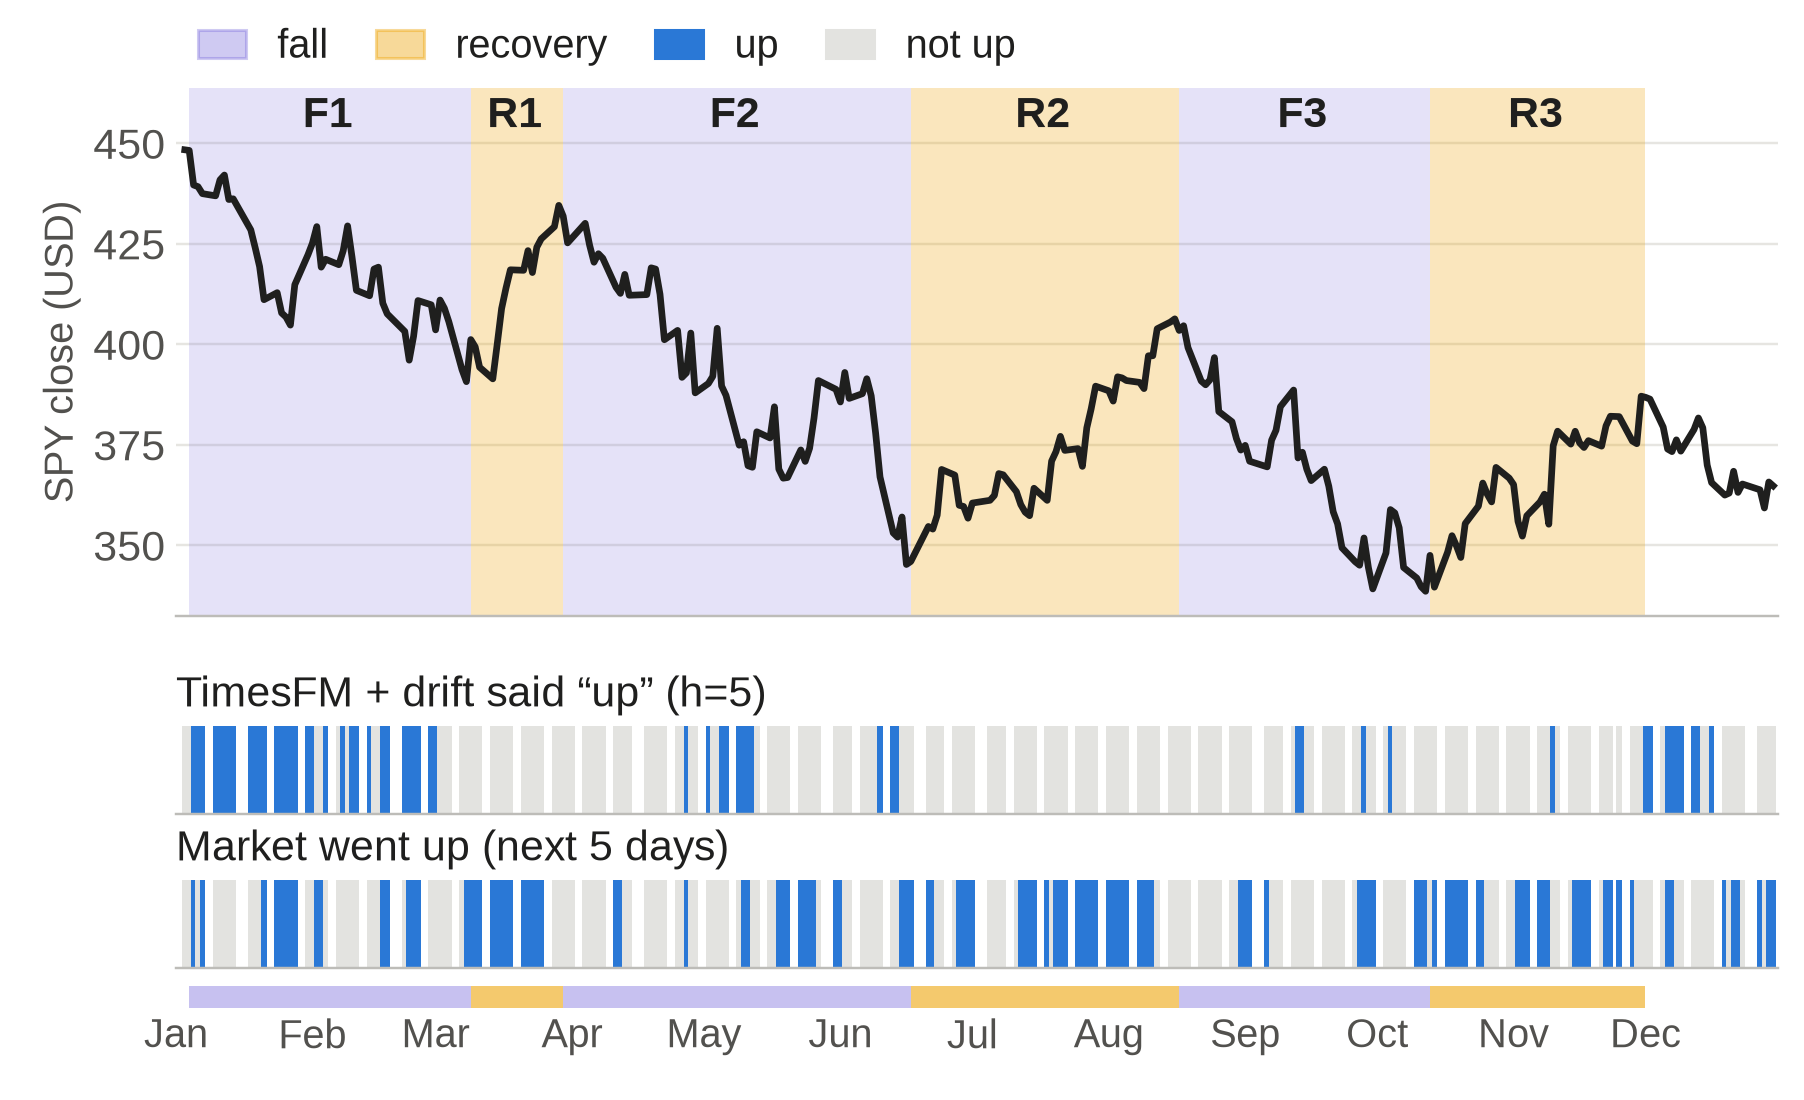 fall recovery up not up
F1 R1 F2 R2 F3 R3
450
425
400
375
350
SPY close (USD)
TimesFM + drift said “up” (h=5)
Market went up (next 5 days)
Jan Feb Mar Apr May Jun Jul Aug Sep Oct Nov Dec